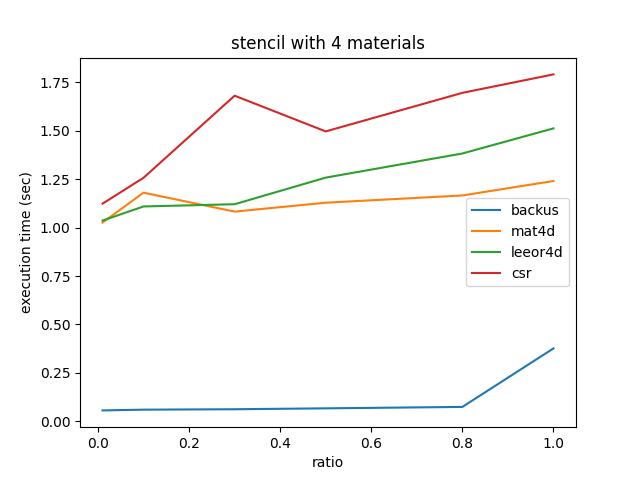 stencil with 4 materials
execution time (sec)
1.75
1.50
1.25
1.00
0.75
0.50
0.25
0.00
backus
mat4d
leeor4d
csr
0.0 0.2 0.4 0.6 0.8 1.0
ratio